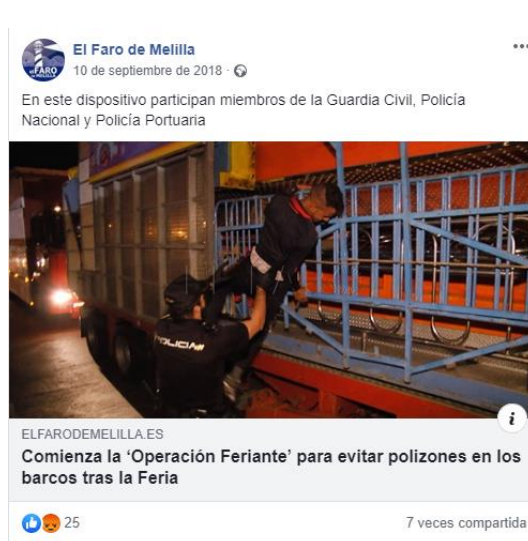 El Faro de Melilla
10 de septiembre de 2018 ·
En este dispositivo participan miembros de la Guardia Civil, Policía
Nacional y Policía Portuaria
FARO
POLICIA
i
ELFARODEMELILLA.ES
Comienza la ‘Operación Feriante’ para evitar polizones en los
barcos tras la Feria
25
7 veces compartida